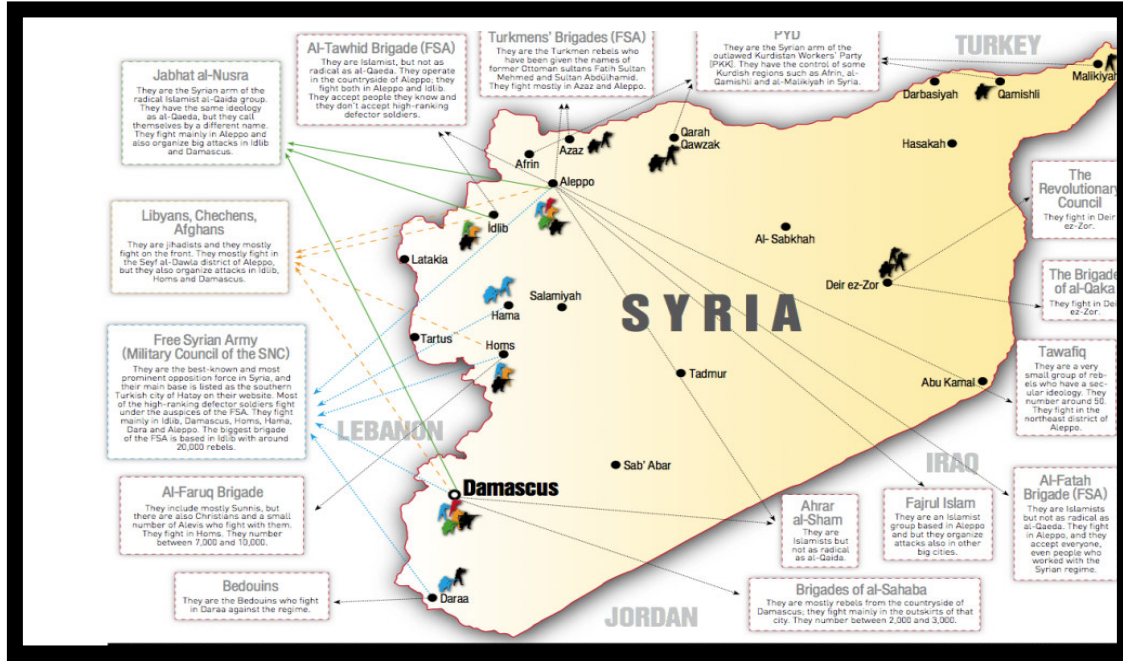 Jabhat al-Nusra
They are the Syrian arm of the
radical Islamist al-Qaida group.
They have the same ideology
as al-Qaeda, but they call
themselves by a different name.
They fight mainly in Aleppo and
also organize big attacks in Idlib
and Damascus.
Al-Tawhid Brigade (FSA)
They are Islamist, but not as
radical as al-Qaeda. They operate
in the countryside of Aleppo; they
fight both in Aleppo and Idlib.
They accept people they know and
they don't accept high-ranking
defector soldiers.
Turkmens' Brigades (FSA)
They are the Turkmen rebels who
have been given the names of
former Ottoman sultans Fatih Sultan
Mehmed and Sultan Abdülhamid.
They fight mostly in Azaz and Aleppo.
PYD
They are the Syrian arm of the
outlawed Kurdistan Workers' Party
[PKK]. They have the control of some
Kurdish regions such as Afrin, al-
Qamishli and al-Malikiyah in Syria.
TURKEY
Malikiyah
Darbasiyah
Qamishli
Hasakah
Qarah
Qawzak
Azaz
Afrin
Aleppo
Idlib
Latakia
Al- Sabkhah
Deir ez-Zor
Hama
Salamiyah
SYRIA
Tartus
Homs
Tadmur
Abu Kamal
LEBANON
Sab' Abar
IRAQ
Damascus
Daraa
JORDAN
Libyans, Chechens,
Afghans
They are jihadists and they mostly
fight on the front. They mostly fight in
the Seyf al-Dawla district of Aleppo,
but they also organize attacks in Idlib,
Homs and Damascus.
Free Syrian Army
(Military Council of the SNC)
They are the best-known and most
prominent opposition force in Syria, and
their main base is listed as the southern
Turkish city of Hatay on their website. Most
of the high-ranking defector soldiers fight
under the auspices of the FSA. They fight
mainly in Idlib, Damascus, Homs, Hama,
Dara and Aleppo. The biggest brigade
of the FSA is based in Idlib with around
20,000 rebels.
Al-Faruq Brigade
They include mostly Sunnis, but
there are also Christians and a small
number of Alevis who fight with them.
They fight in Homs. They number
between 7,000 and 10,000.
Bedouins
They are the Bedouins who fight
in Daraa against the regime.
The
Revolutionary
Council
They fight in Deir
ez-Zor.
The Brigade
of al-Qaka
They fight in Dei
ez-Zor.
Tawafiq
They are a very
small group of reb-
els who have a sec-
ular ideology. They
number around 50.
They fight in the
northeast district of
Aleppo.
Ahrar
al-Sham
They are
Islamists but
not as radical
as al-Qaida.
Fajrul Islam
They are an Islamist
group based in Aleppo
and but they organize
attacks also in other
big cities.
Al-Fatah
Brigade (FSA)
They are Islamists
but not as radical as
al-Qaeda. They fight
in Aleppo, and they
accept everyone,
even people who
worked with the
Syrian regime.
Brigades of al-Sahaba
They are mostly rebels from the countryside of
Damascus; they fight mainly in the outskirts of that
city. They number between 2,000 and 3,000.